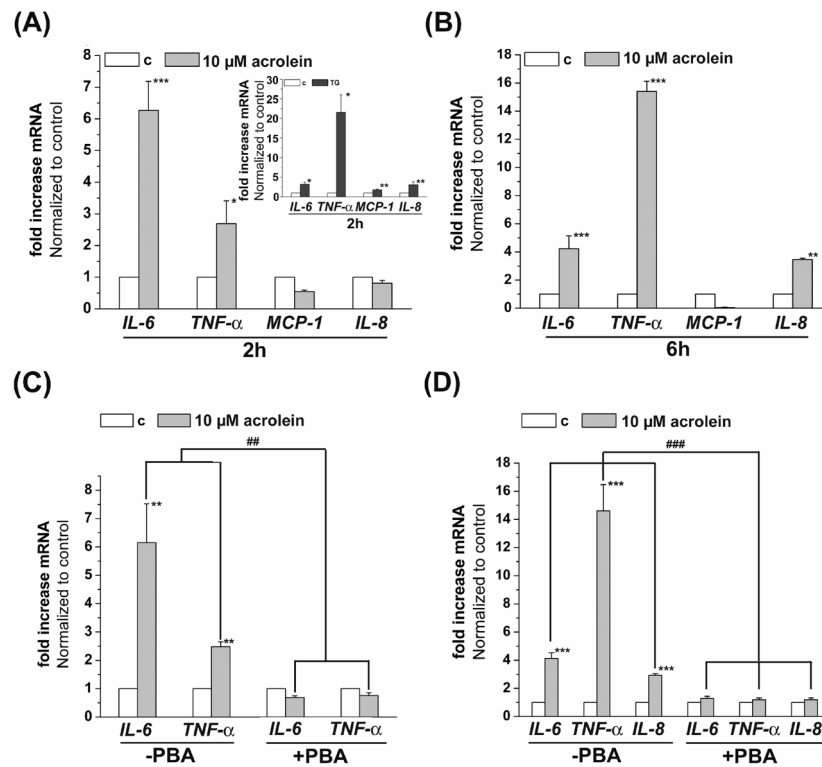 (A)
c 10 µM acrolein
fold increase mRNA
Normalized to control
8
7
6
5
4
3
2
1
0
***
*
IL-6 TNF-α MCP-1 IL-8
2h
c TG
fold increase mRNA
Normalized to control
30
25
20
15
10
5
0
*
*
**
**
IL-6 TNF-α MCP-1 IL-8
2h
(B)
c 10 µM acrolein
fold increase mRNA
Normalized to control
18
16
14
12
10
8
6
4
2
0
***
***
**
IL-6 TNF-α MCP-1 IL-8
6h
(C)
c 10 µM acrolein
##
fold increase mRNA
Normalized to control
8
7
6
5
4
3
2
1
0
**
**
IL-6 TNF-α IL-6 TNF-α
-PBA +PBA
(D)
c 10 µM acrolein
###
fold increase mRNA
Normalized to control
18
16
14
12
10
8
6
4
2
0
***
***
***
IL-6 TNF-α IL-8 IL-6 TNF-α IL-8
-PBA +PBA